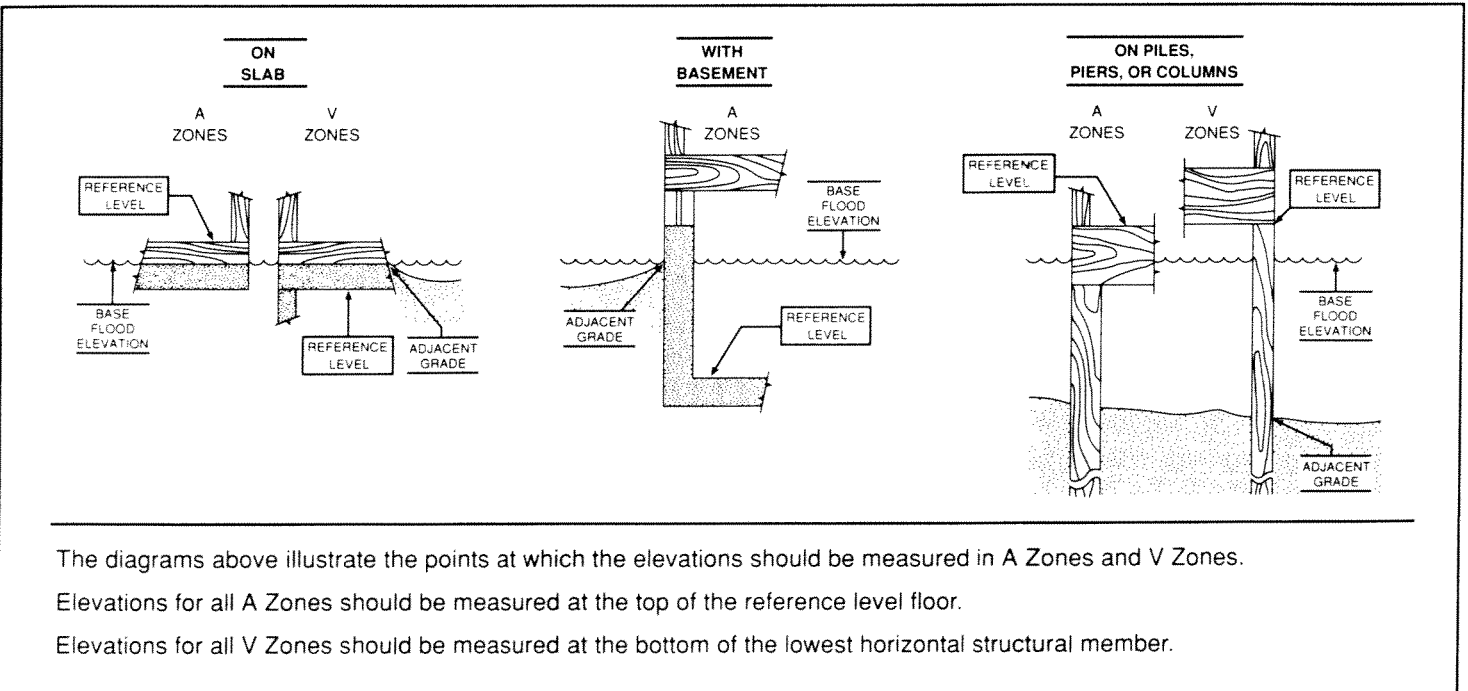 ON
SLAB
A
ZONES
V
ZONES
REFERENCE
LEVEL
BASE
FLOOD
ELEVATION
REFERENCE
LEVEL
ADJACENT
GRADE
WITH
BASEMENT
A
ZONES
BASE
FLOOD
ELEVATION
ADJACENT
GRADE
REFERENCE
LEVEL
ON PILES,
PIERS, OR COLUMNS
A
ZONES
V
ZONES
REFERENCE
LEVEL
REFERENCE
LEVEL
BASE
FLOOD
ELEVATION
ADJACENT
GRADE
The diagrams above illustrate the points at which the elevations should be measured in A Zones and V Zones.
Elevations for all A Zones should be measured at the top of the reference level floor.
Elevations for all V Zones should be measured at the bottom of the lowest horizontal structural member.